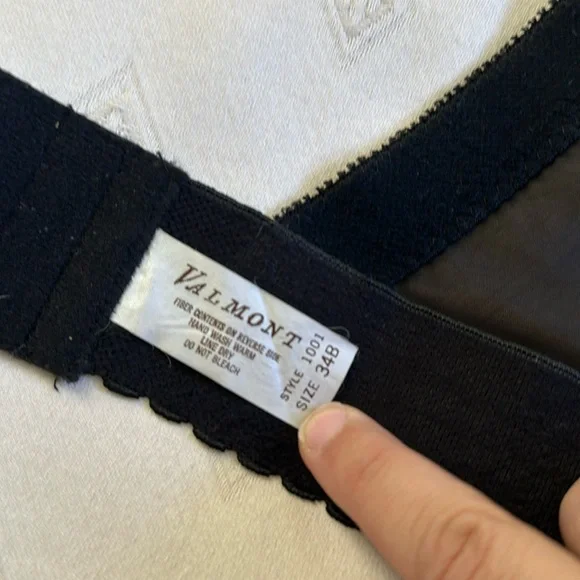 VALMONT
FIBER CONTENTS ON REVERSE SIDE
HAND WASH WARM
LINE DRY
DO NOT BLEACH
STYLE 1001
SIZE 34B